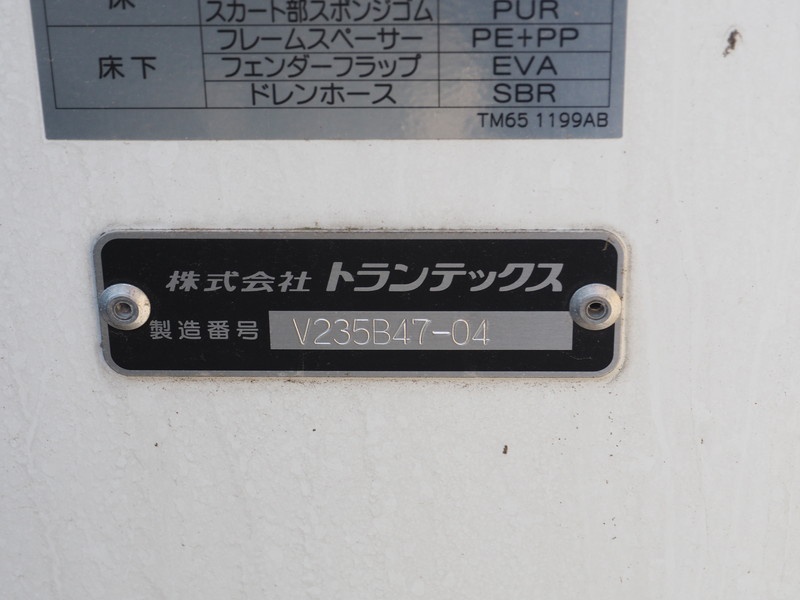 床
スカート部スポンジゴム PUR
床下 フレームスペーサー PE+PP
フェンダーフラップ EVA
ドレンホース SBR
TM65 1199AB
株式会社 トランテックス
製造番号 V235B47-04